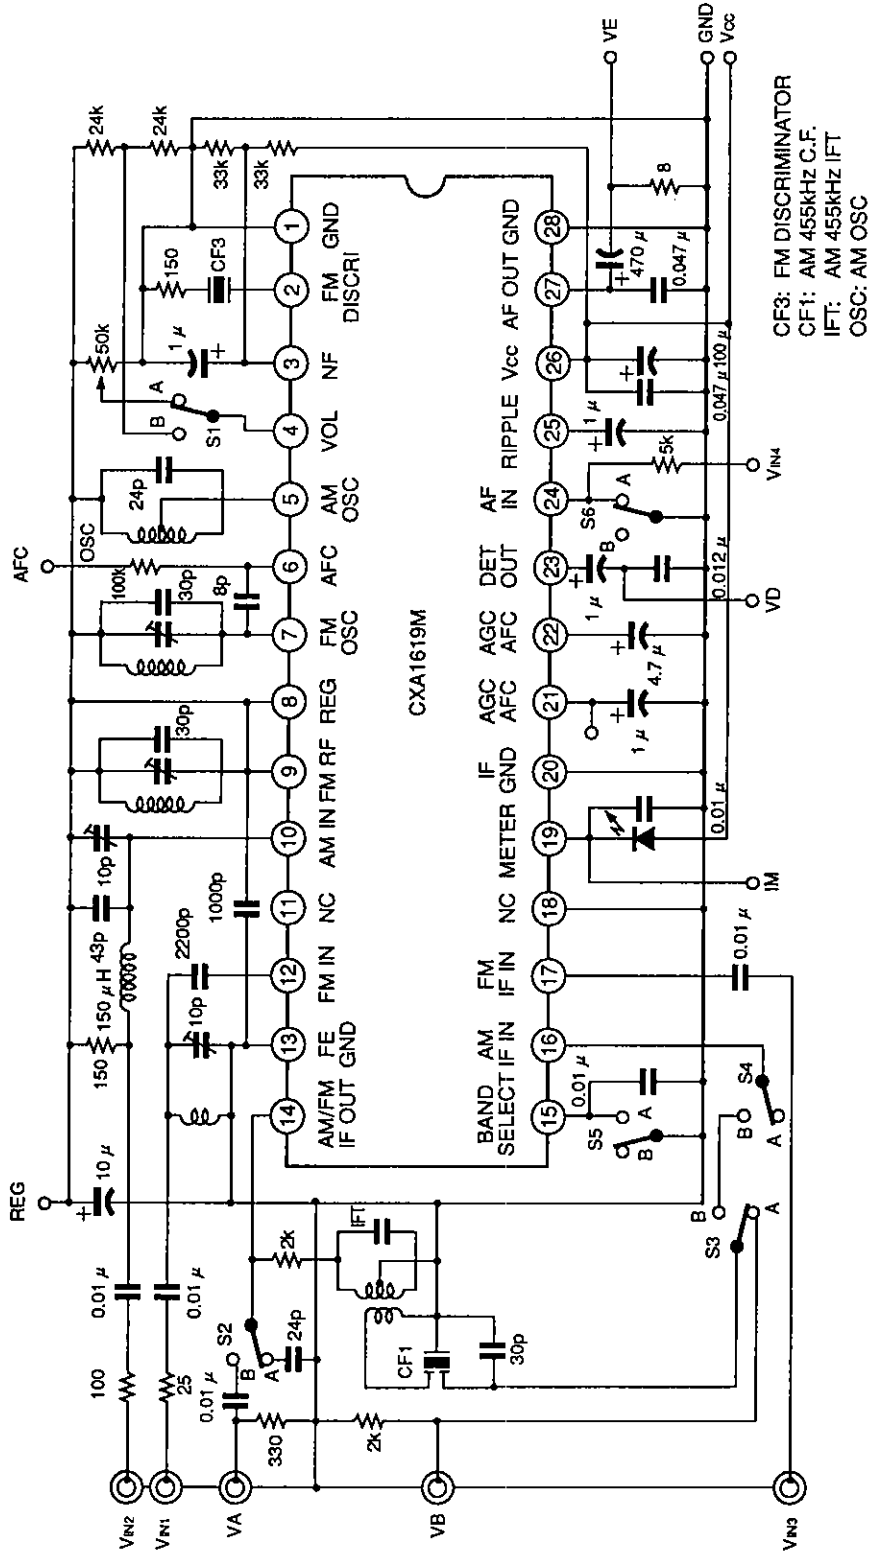 REG
AFC
10 μ
150
150 μH
43p
10p
30p
30p
100k
OSC
24p
50k
24k
24k
33k
33k
1 μ
150
CF3
A
B
S1
8p
1000p
2200p
10p
VIN2
100
0.01 μ
VIN1
25
0.01 μ
VA
0.01 μ
S2
B
A
24p
330
2k
2k
IFT
VB
CF1
30p
VIN3
14
13
12
11
10
9
8
7
6
5
4
3
2
1
AM/FM
IF OUT
FE
GND
FM IN
NC
AM IN
FM RF
REG
FM
OSC
AFC
AM
OSC
VOL
NF
FM
DISCRI
GND
CXA1619M
BAND
SELECT
AM
IF IN
FM
IF IN
NC
METER
IF
GND
AGC
AFC
AGC
AFC
DET
OUT
AF
IN
RIPPLE
Vcc
AF OUT
GND
15
16
17
18
19
20
21
22
23
24
25
26
27
28
S5
B
A
0.01 μ
S3
B
A
S4
B
A
0.01 μ
IM
0.01 μ
1 μ
4.7 μ
1 μ
VD
0.012 μ
S6
B
A
5k
VIN4
1 μ
0.047 μ
100 μ
470 μ
0.047 μ
8
VE
GND
Vcc
CF3: FM DISCRIMINATOR
CF1: AM 455kHz C.F.
IFT: AM 455kHz IFT
OSC: AM OSC